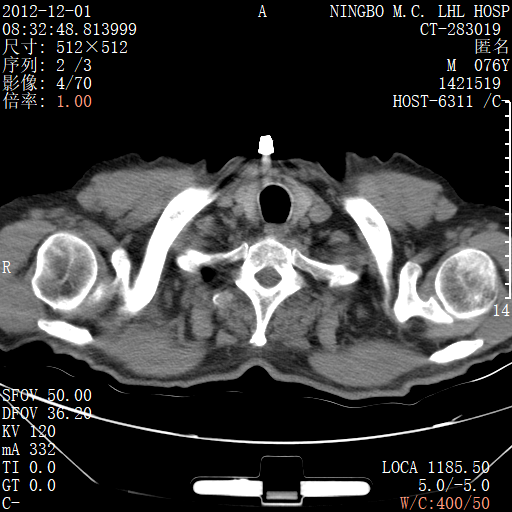 2012-12-01
A
NINGBO M.C. LHL HOSP
08:32:48.813999
CT-283019
尺寸: 512×512
匿名
序列: 2 /3
M 076Y
影像: 4/70
1421519
倍率: 1.00
HOST-6311 /C-
R
14
SFOV 50.00
DFOV 36.20
KV 120
mA 332
TI 0.0
LOCA 1185.50
GT 0.0
5.0/-5.0
C-
W/C:400/50